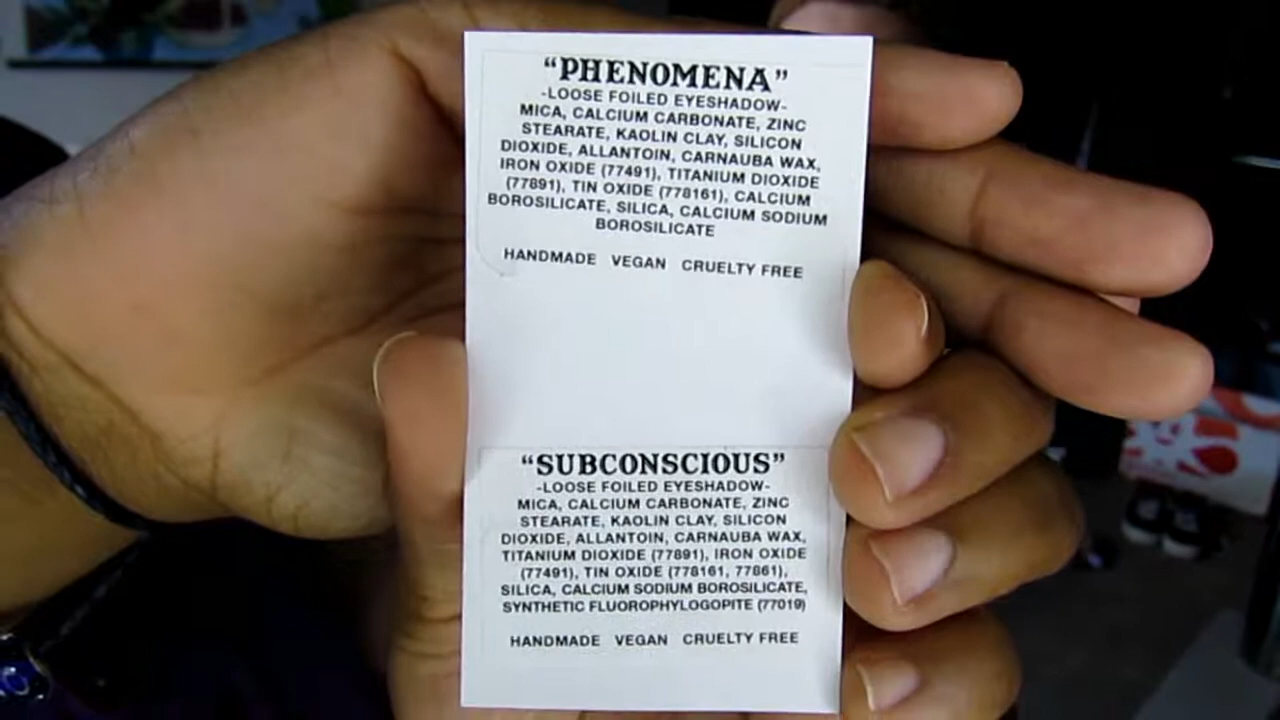 “PHENOMENA”
-LOOSE FOILED EYESHADOW-
MICA, CALCIUM CARBONATE, ZINC
STEARATE, KAOLIN CLAY, SILICON
DIOXIDE, ALLANTOIN, CARNAUBA WAX,
IRON OXIDE (77491), TITANIUM DIOXIDE
(77891), TIN OXIDE (778161), CALCIUM
BOROSILICATE, SILICA, CALCIUM SODIUM
BOROSILICATE
HANDMADE VEGAN CRUELTY FREE
“SUBCONSCIOUS”
-LOOSE FOILED EYESHADOW-
MICA, CALCIUM CARBONATE, ZINC
STEARATE, KAOLIN CLAY, SILICON
DIOXIDE, ALLANTOIN, CARNAUBA WAX,
TITANIUM DIOXIDE (77891), IRON OXIDE
(77491), TIN OXIDE (778161, 77861),
SILICA, CALCIUM SODIUM BOROSILICATE,
SYNTHETIC FLUOROPHYLOGOPITE (77019)
HANDMADE VEGAN CRUELTY FREE